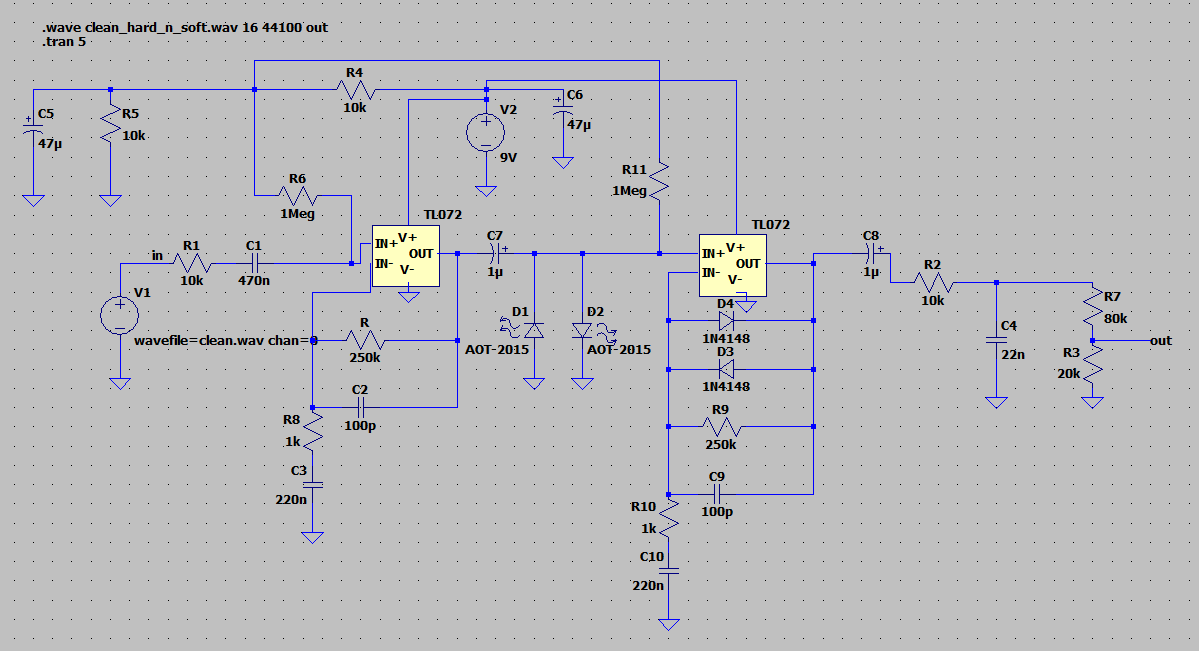 .wave clean_hard_n_soft.wav 16 44100 out
.tran 5
R4
10k
C5
47µ
R5
10k
V2
9V
C6
47µ
R6
1Meg
R11
1Meg
TL072
IN+
V+
OUT
IN-
V-
TL072
IN+
V+
OUT
IN-
V-
in
R1
10k
C1
470n
V1
wavefile=clean.wav chan=
C7
1µ
C8
1µ
R2
10k
R
250k
D1
AOT-2015
D2
AOT-2015
D4
1N4148
D3
1N4148
C4
22n
R7
80k
out
R3
20k
C2
100p
R8
1k
C3
220n
R9
250k
C9
100p
R10
1k
C10
220n